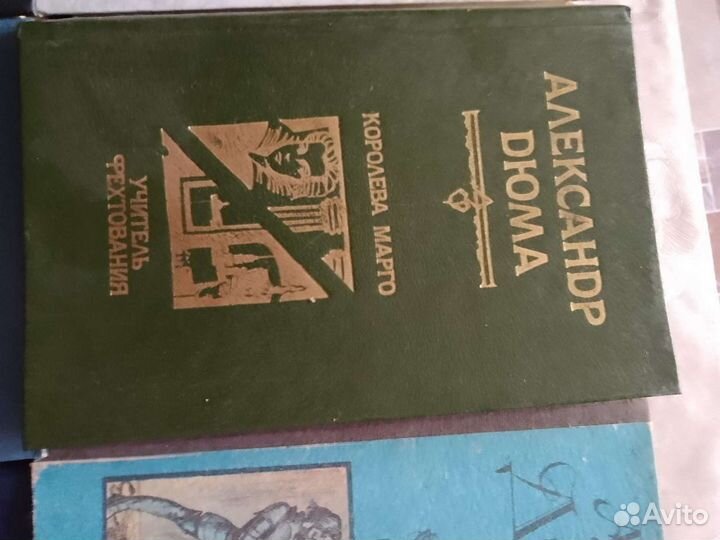 АЛЕКСАНДР
ДЮМА
КОРОЛЕВА МАРГО
УЧИТЕЛЬ
ФЕХТОВАНИЯ
Avito